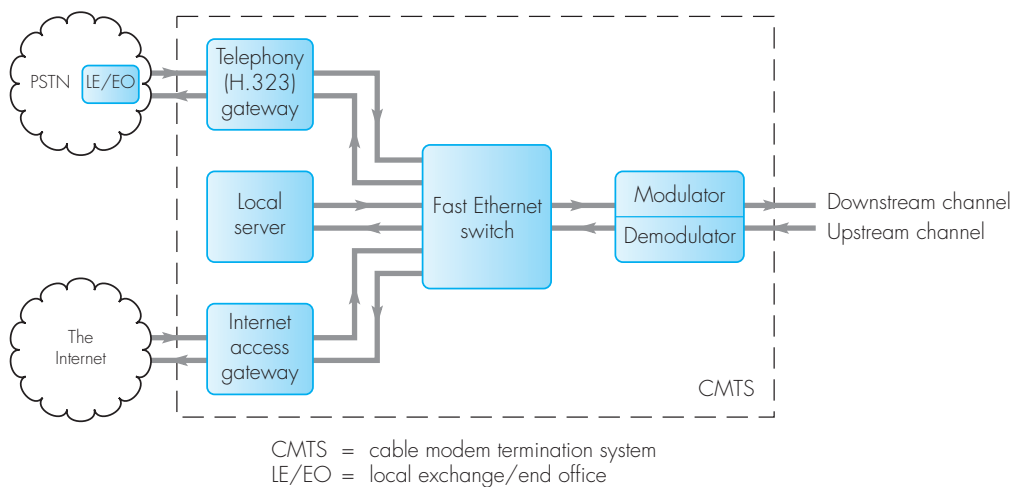 PSTN
LE/EO
Telephony
(H.323)
gateway
Local
server
Fast Ethernet
switch
Modulator
Demodulator
Downstream channel
Upstream channel
The
Internet
Internet
access
gateway
CMTS
CMTS = cable modem termination system
LE/EO = local exchange/end office